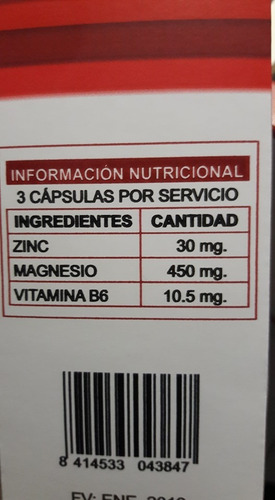 INFORMACIÓN NUTRICIONAL
3 CÁPSULAS POR SERVICIO
INGREDIENTES CANTIDAD
ZINC 30 mg.
MAGNESIO 450 mg.
VITAMINA B6 10.5 mg.
8 414533 043847